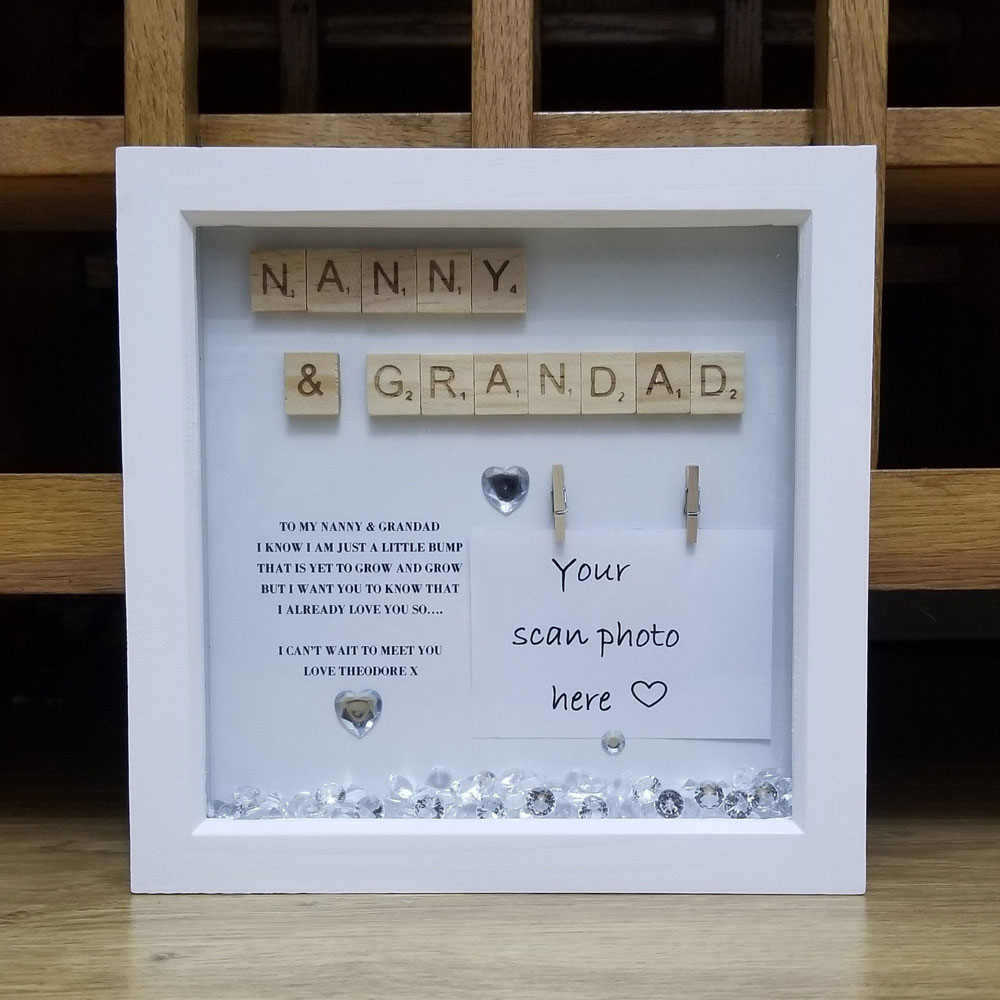 NANNY
& GRANDAD
TO MY NANNY & GRANDAD
I KNOW I AM JUST A LITTLE BUMP
THAT IS YET TO GROW AND GROW
BUT I WANT YOU TO KNOW THAT
I ALREADY LOVE YOU SO....
I CAN'T WAIT TO MEET YOU
LOVE THEODORE X
Your
scan photo
here ♡